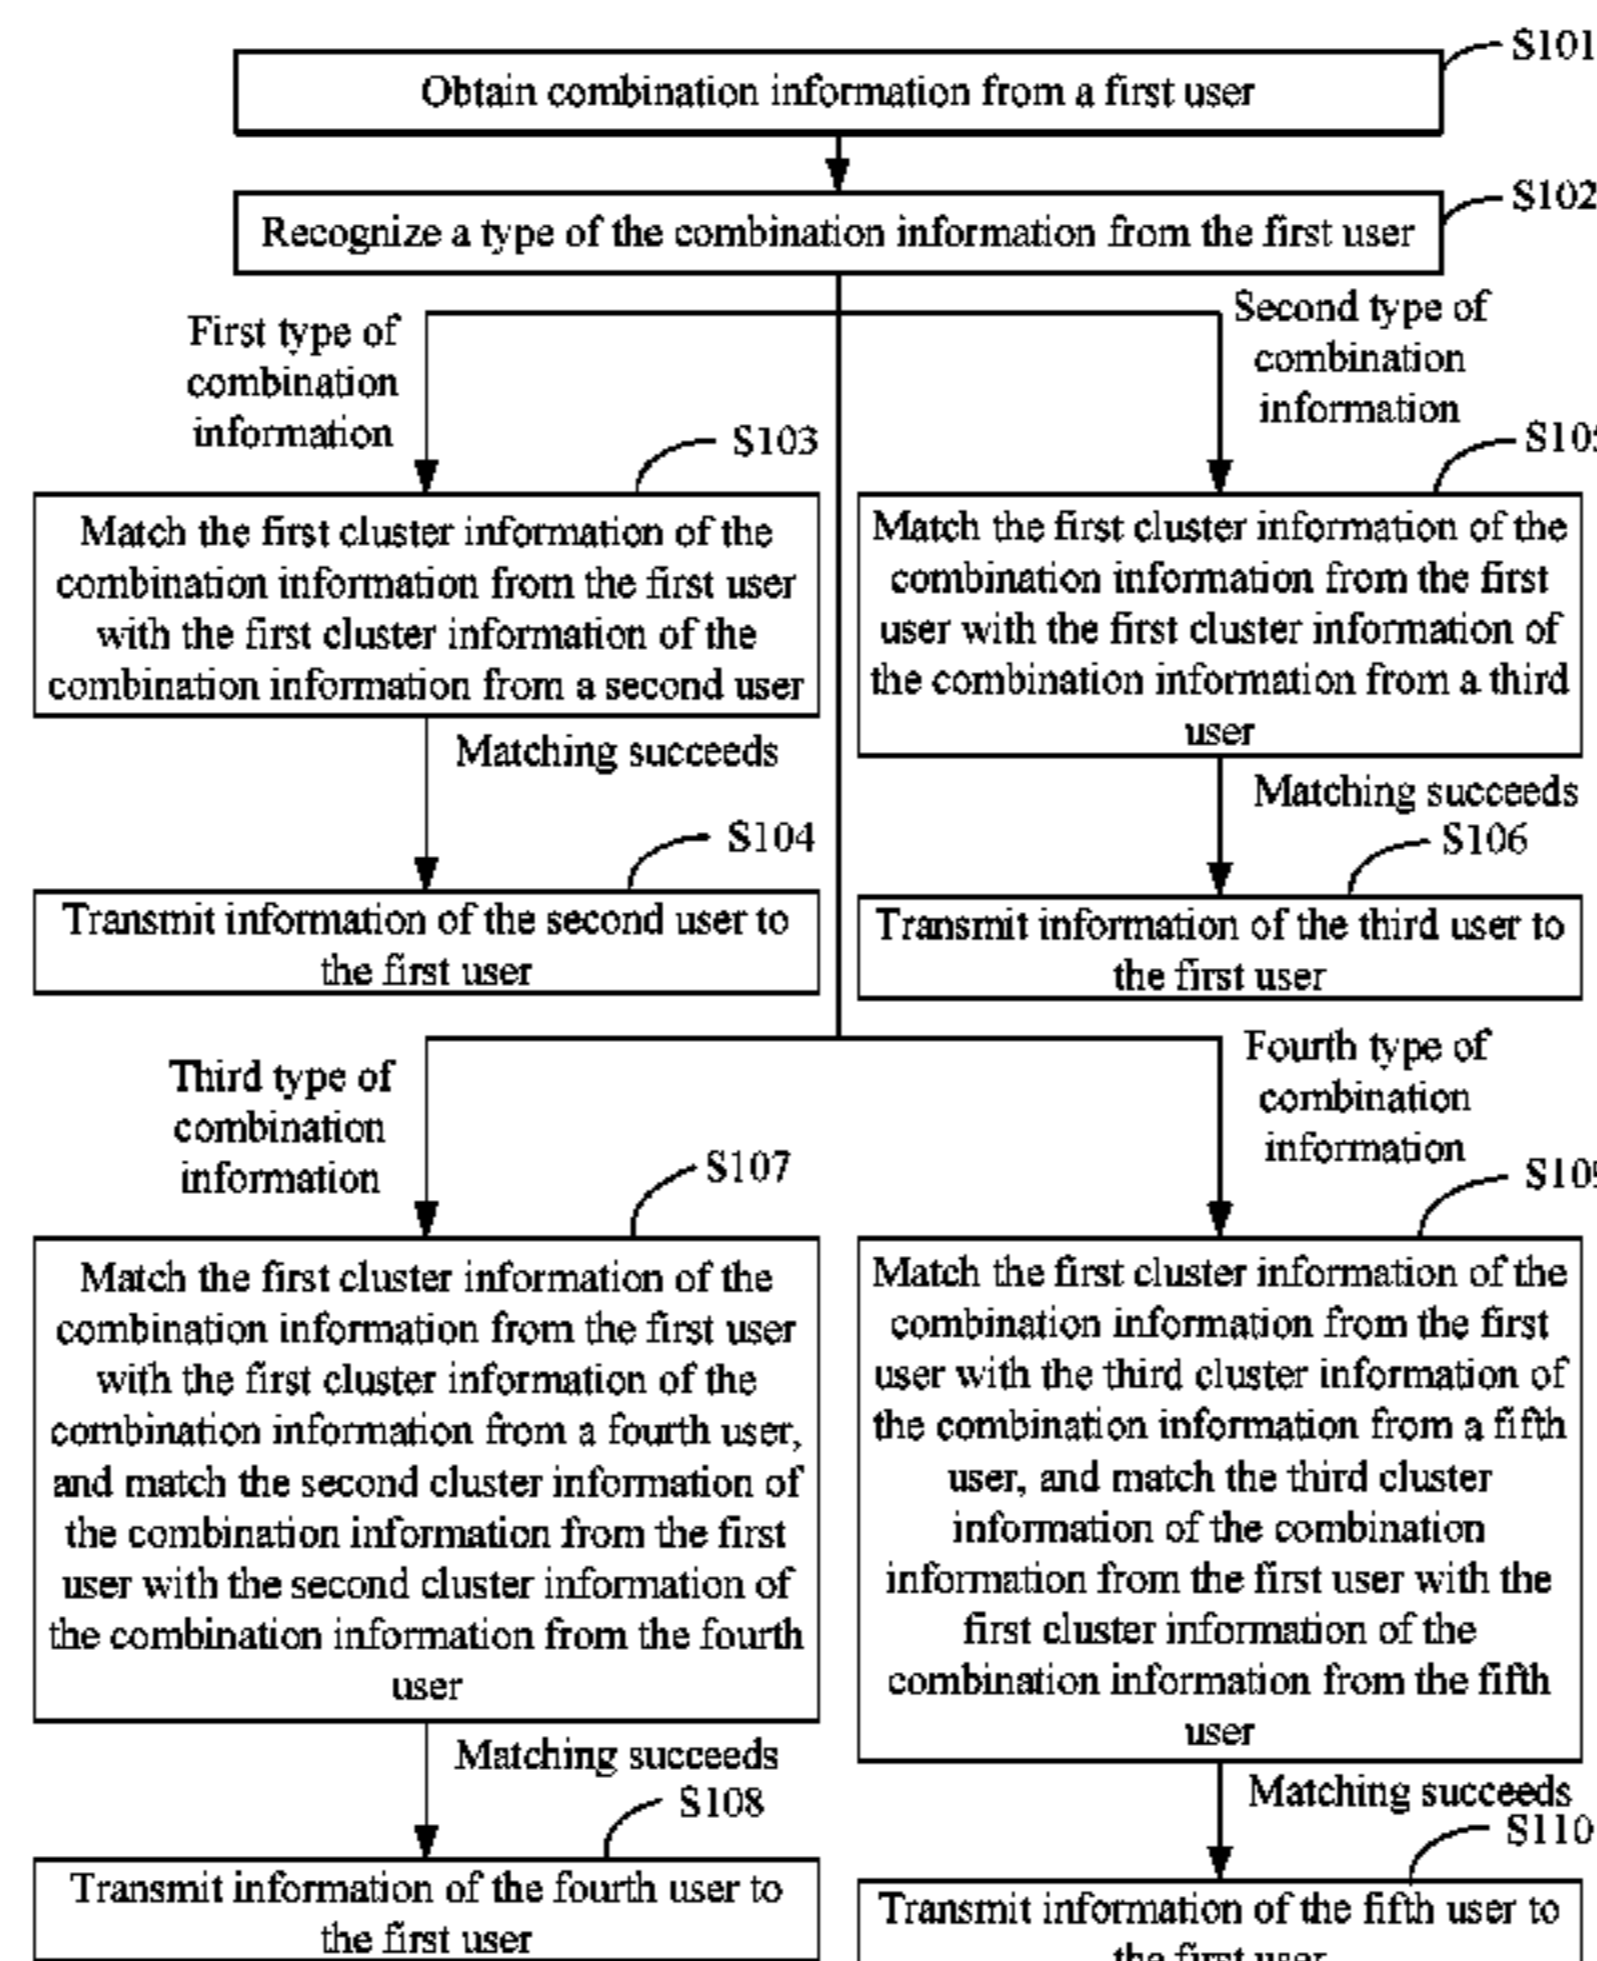 S101
Obtain combination information from a first user
S102
Recognize a type of the combination information from the first user
First type of
combination
information
S103
Match the first cluster information of the
combination information from the first user
with the first cluster information of the
combination information from a second user
Matching succeeds
S104
Transmit information of the second user to
the first user
Second type of
combination
information
S105
Match the first cluster information of the
combination information from the first
user with the first cluster information of
the combination information from a third
user
Matching succeeds
S106
Transmit information of the third user to
the first user
Third type of
combination
information
S107
Match the first cluster information of the
combination information from the first user
with the first cluster information of the
combination information from a fourth user,
and match the second cluster information of
the combination information from the first
user with the second cluster information of
the combination information from the fourth
user
Matching succeeds
S108
Transmit information of the fourth user to
the first user
Fourth type of
combination
information
S109
Match the first cluster information of the
combination information from the first
user with the third cluster information of
the combination information from a fifth
user, and match the third cluster
information of the combination
information from the first user with the
first cluster information of the
combination information from the fifth
user
Matching succeeds
S110
Transmit information of the fifth user to
the first user